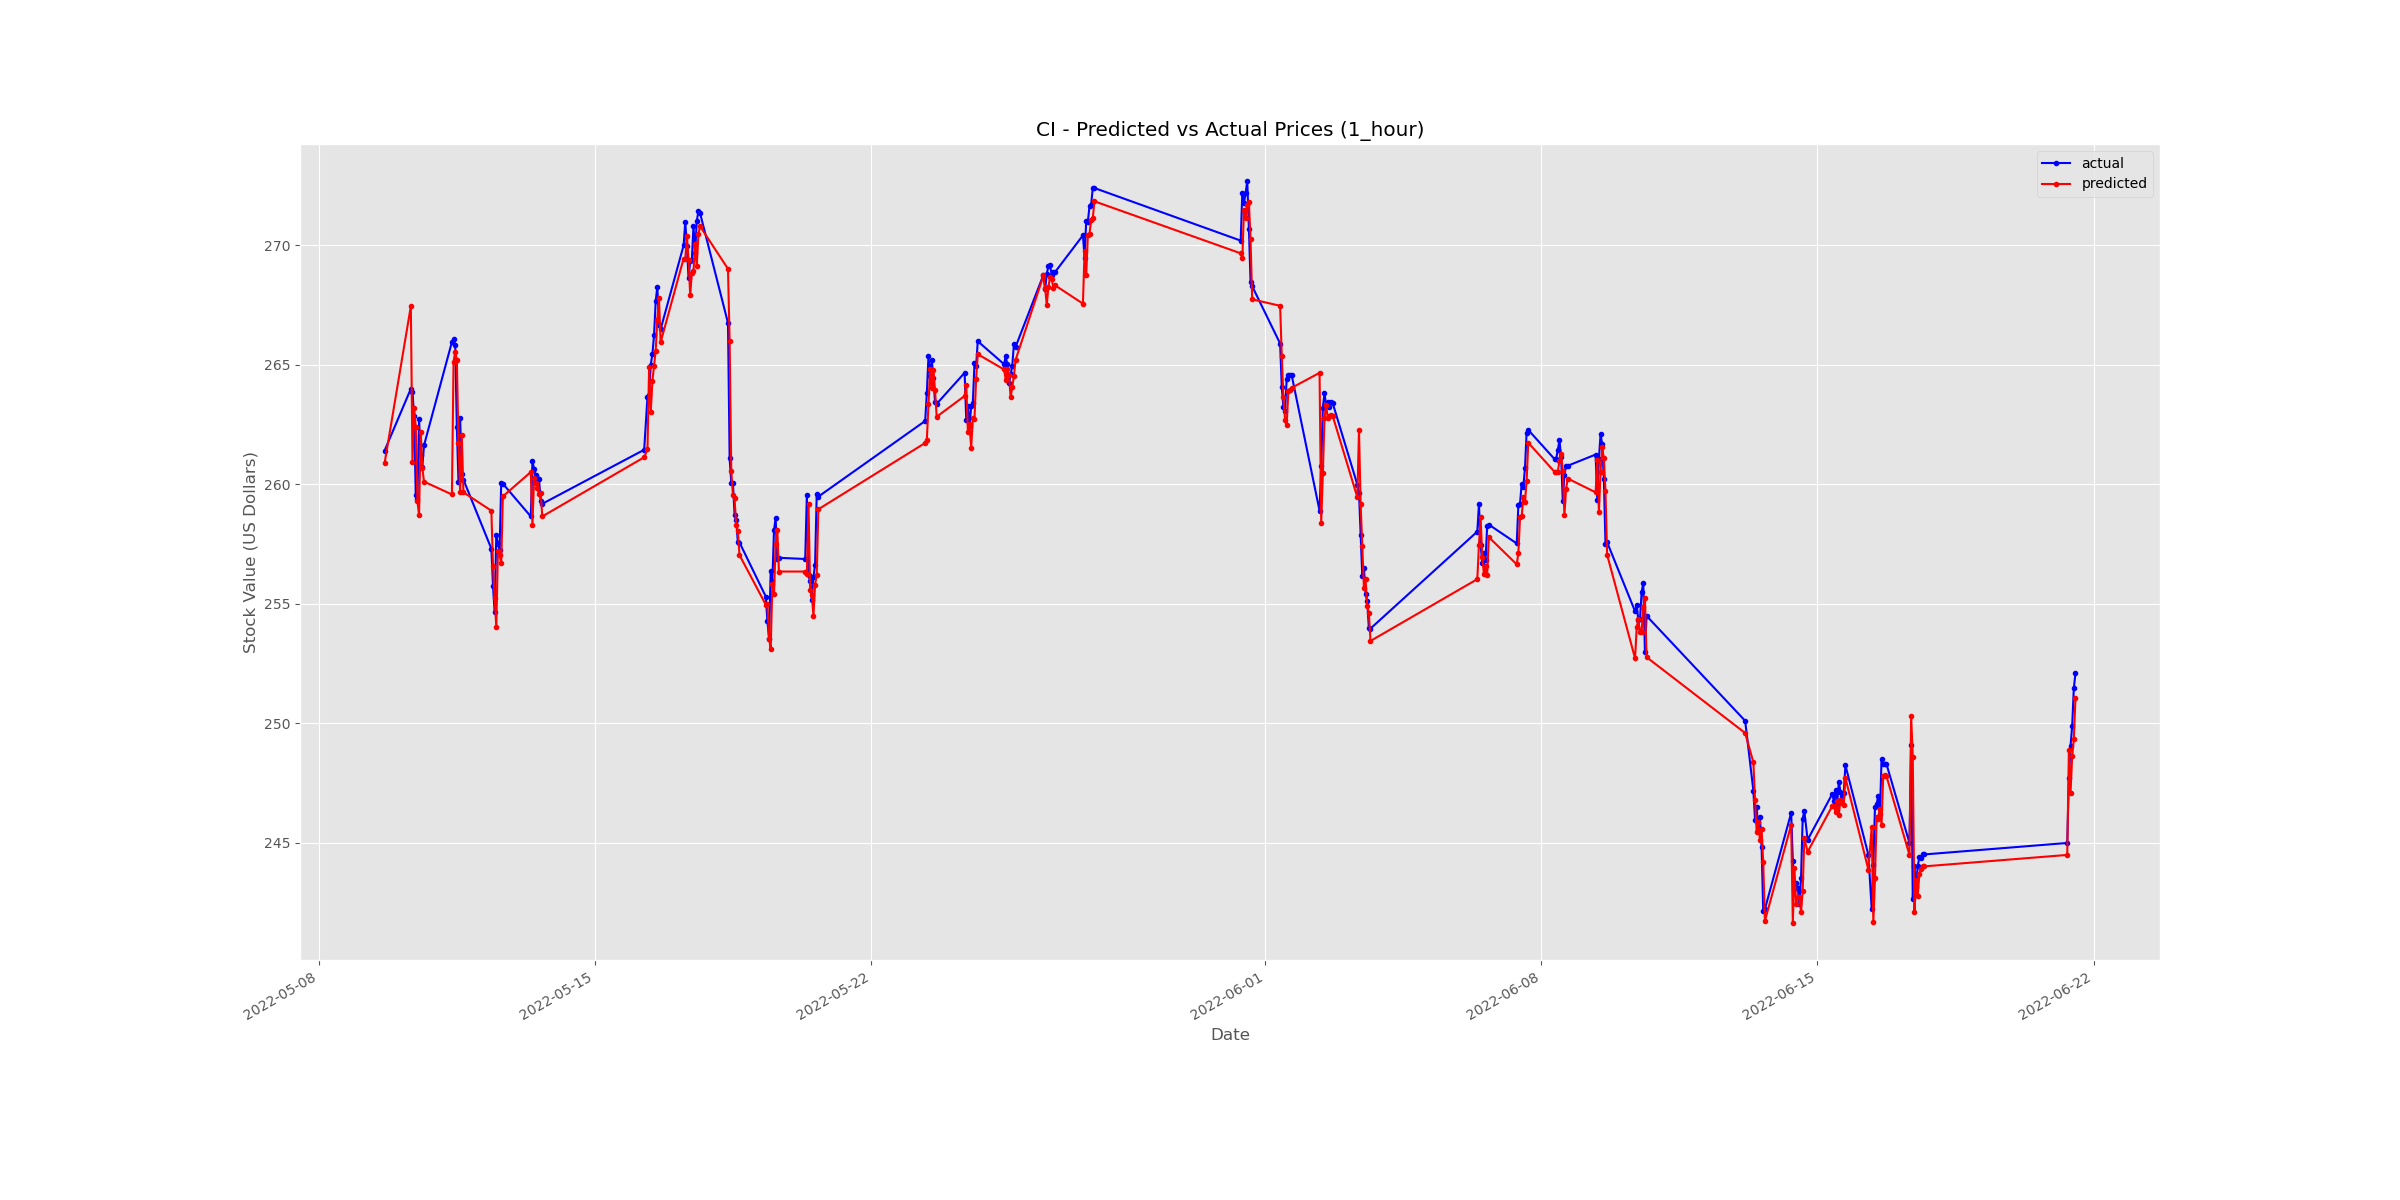 CI - Predicted vs Actual Prices (1_hour)
actual
predicted
Stock Value (US Dollars)
270
265
260
255
250
245
2022-05-08
2022-05-15
2022-05-22
2022-06-01
2022-06-08
2022-06-15
2022-06-22
Date